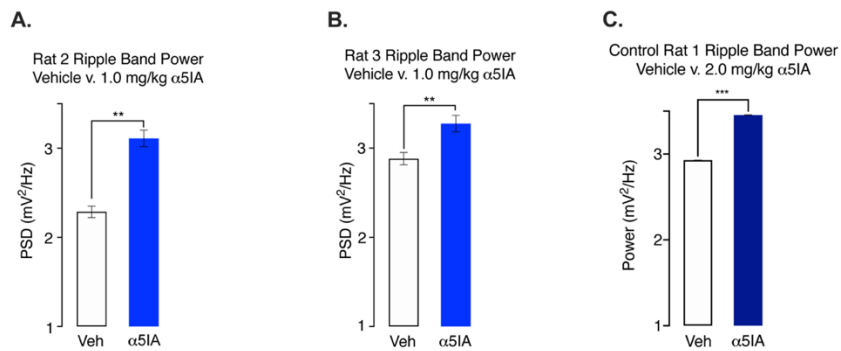 A.
Rat 2 Ripple Band Power
Vehicle v. 1.0 mg/kg α5IA
**
3
2
1
PSD (mV²/Hz)
Veh α5IA
B.
Rat 3 Ripple Band Power
Vehicle v. 1.0 mg/kg α5IA
**
3
2
1
PSD (mV²/Hz)
Veh α5IA
C.
Control Rat 1 Ripple Band Power
Vehicle v. 2.0 mg/kg α5IA
***
3
2
1
Power (mV²/Hz)
Veh α5IA